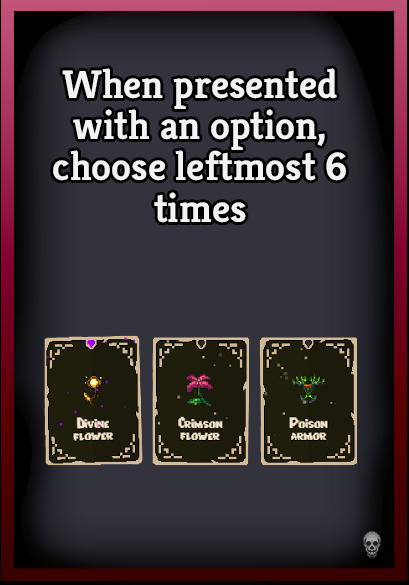 When presented
with an option,
choose leftmost 6
times
Divine
Flower
Crimson
Flower
Poison
Armor